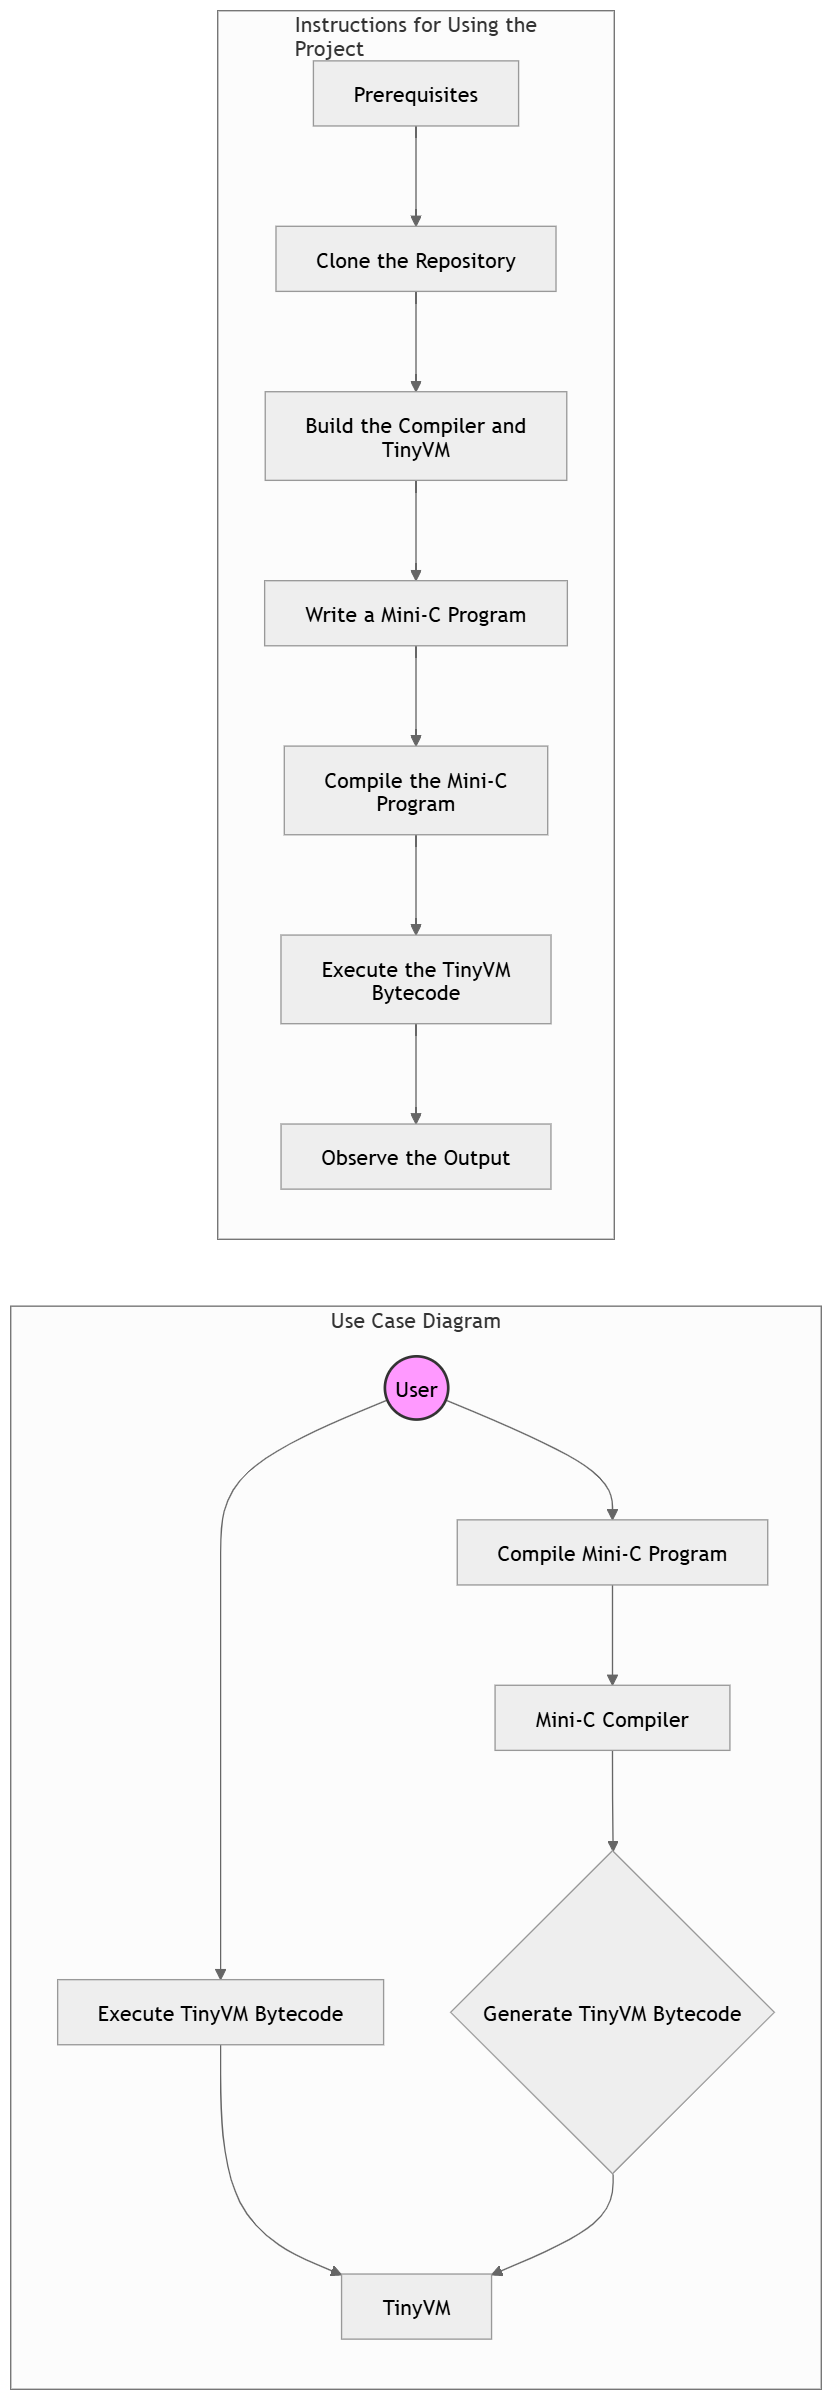 Instructions for Using the
Project
Prerequisites
Clone the Repository
Build the Compiler and
TinyVM
Write a Mini-C Program
Compile the Mini-C
Program
Execute the TinyVM
Bytecode
Observe the Output
Use Case Diagram
User
Compile Mini-C Program
Mini-C Compiler
Execute TinyVM Bytecode
Generate TinyVM Bytecode
TinyVM